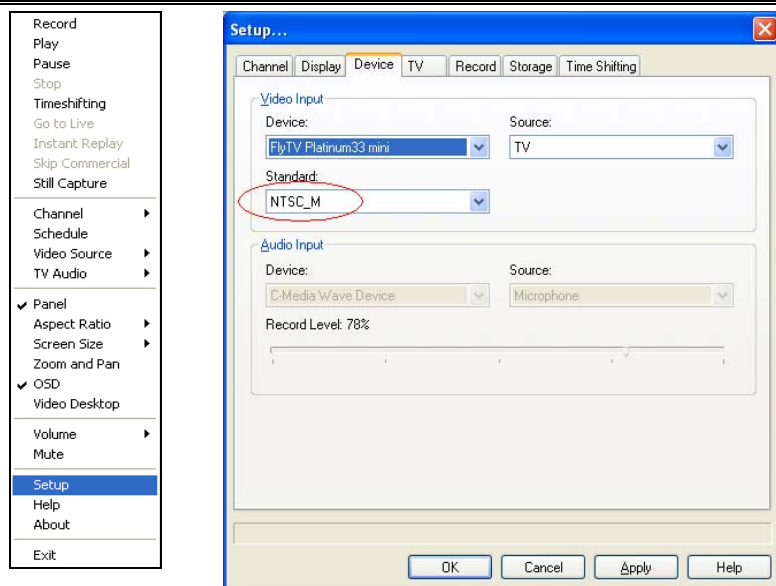 Record
Play
Pause
Stop
Timeshifting
Go to Live
Instant Replay
Skip Commercial
Still Capture
Channel
Schedule
Video Source
TV Audio
Panel
Aspect Ratio
Screen Size
Zoom and Pan
OSD
Video Desktop
Volume
Mute
Setup
Help
About
Exit
Setup...
Channel Display Device TV Record Storage Time Shifting
Video Input
Device: Source:
FlyTV Platinum33 mini TV
Standard:
NTSC_M
Audio Input
Device: Source:
C-Media Wave Device Microphone
Record Level: 78%
OK Cancel Apply Help